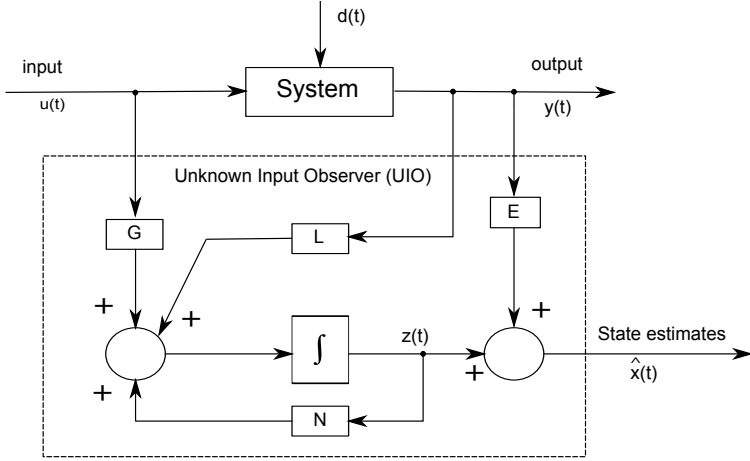 d(t)
input
output
System
u(t)
y(t)
Unknown Input Observer (UIO)
E
G
L
+
+
+
z(t)
State estimates
∫
+
+
x̂(t)
N